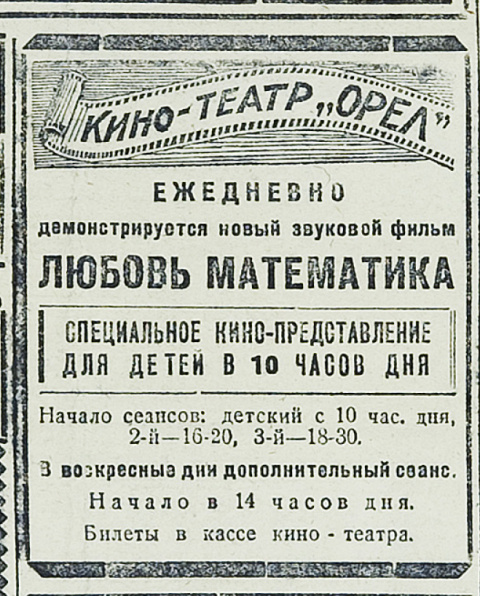 КИНО-ТЕАТР „ОРЕЛ"
ЕЖЕДНЕВНО
демонстрируется новый звуковой фильм
ЛЮБОВЬ МАТЕМАТИКА
СПЕЦИАЛЬНОЕ КИНО-ПРЕДСТАВЛЕНИЕ
ДЛЯ ДЕТЕЙ В 10 ЧАСОВ ДНЯ
Начало сеансов: детский с 10 час. дня,
2-й—16-20, 3-й—18-30.
В воскресные дни дополнительный сеанс.
Начало в 14 часов дня.
Билеты в кассе кино - театра.